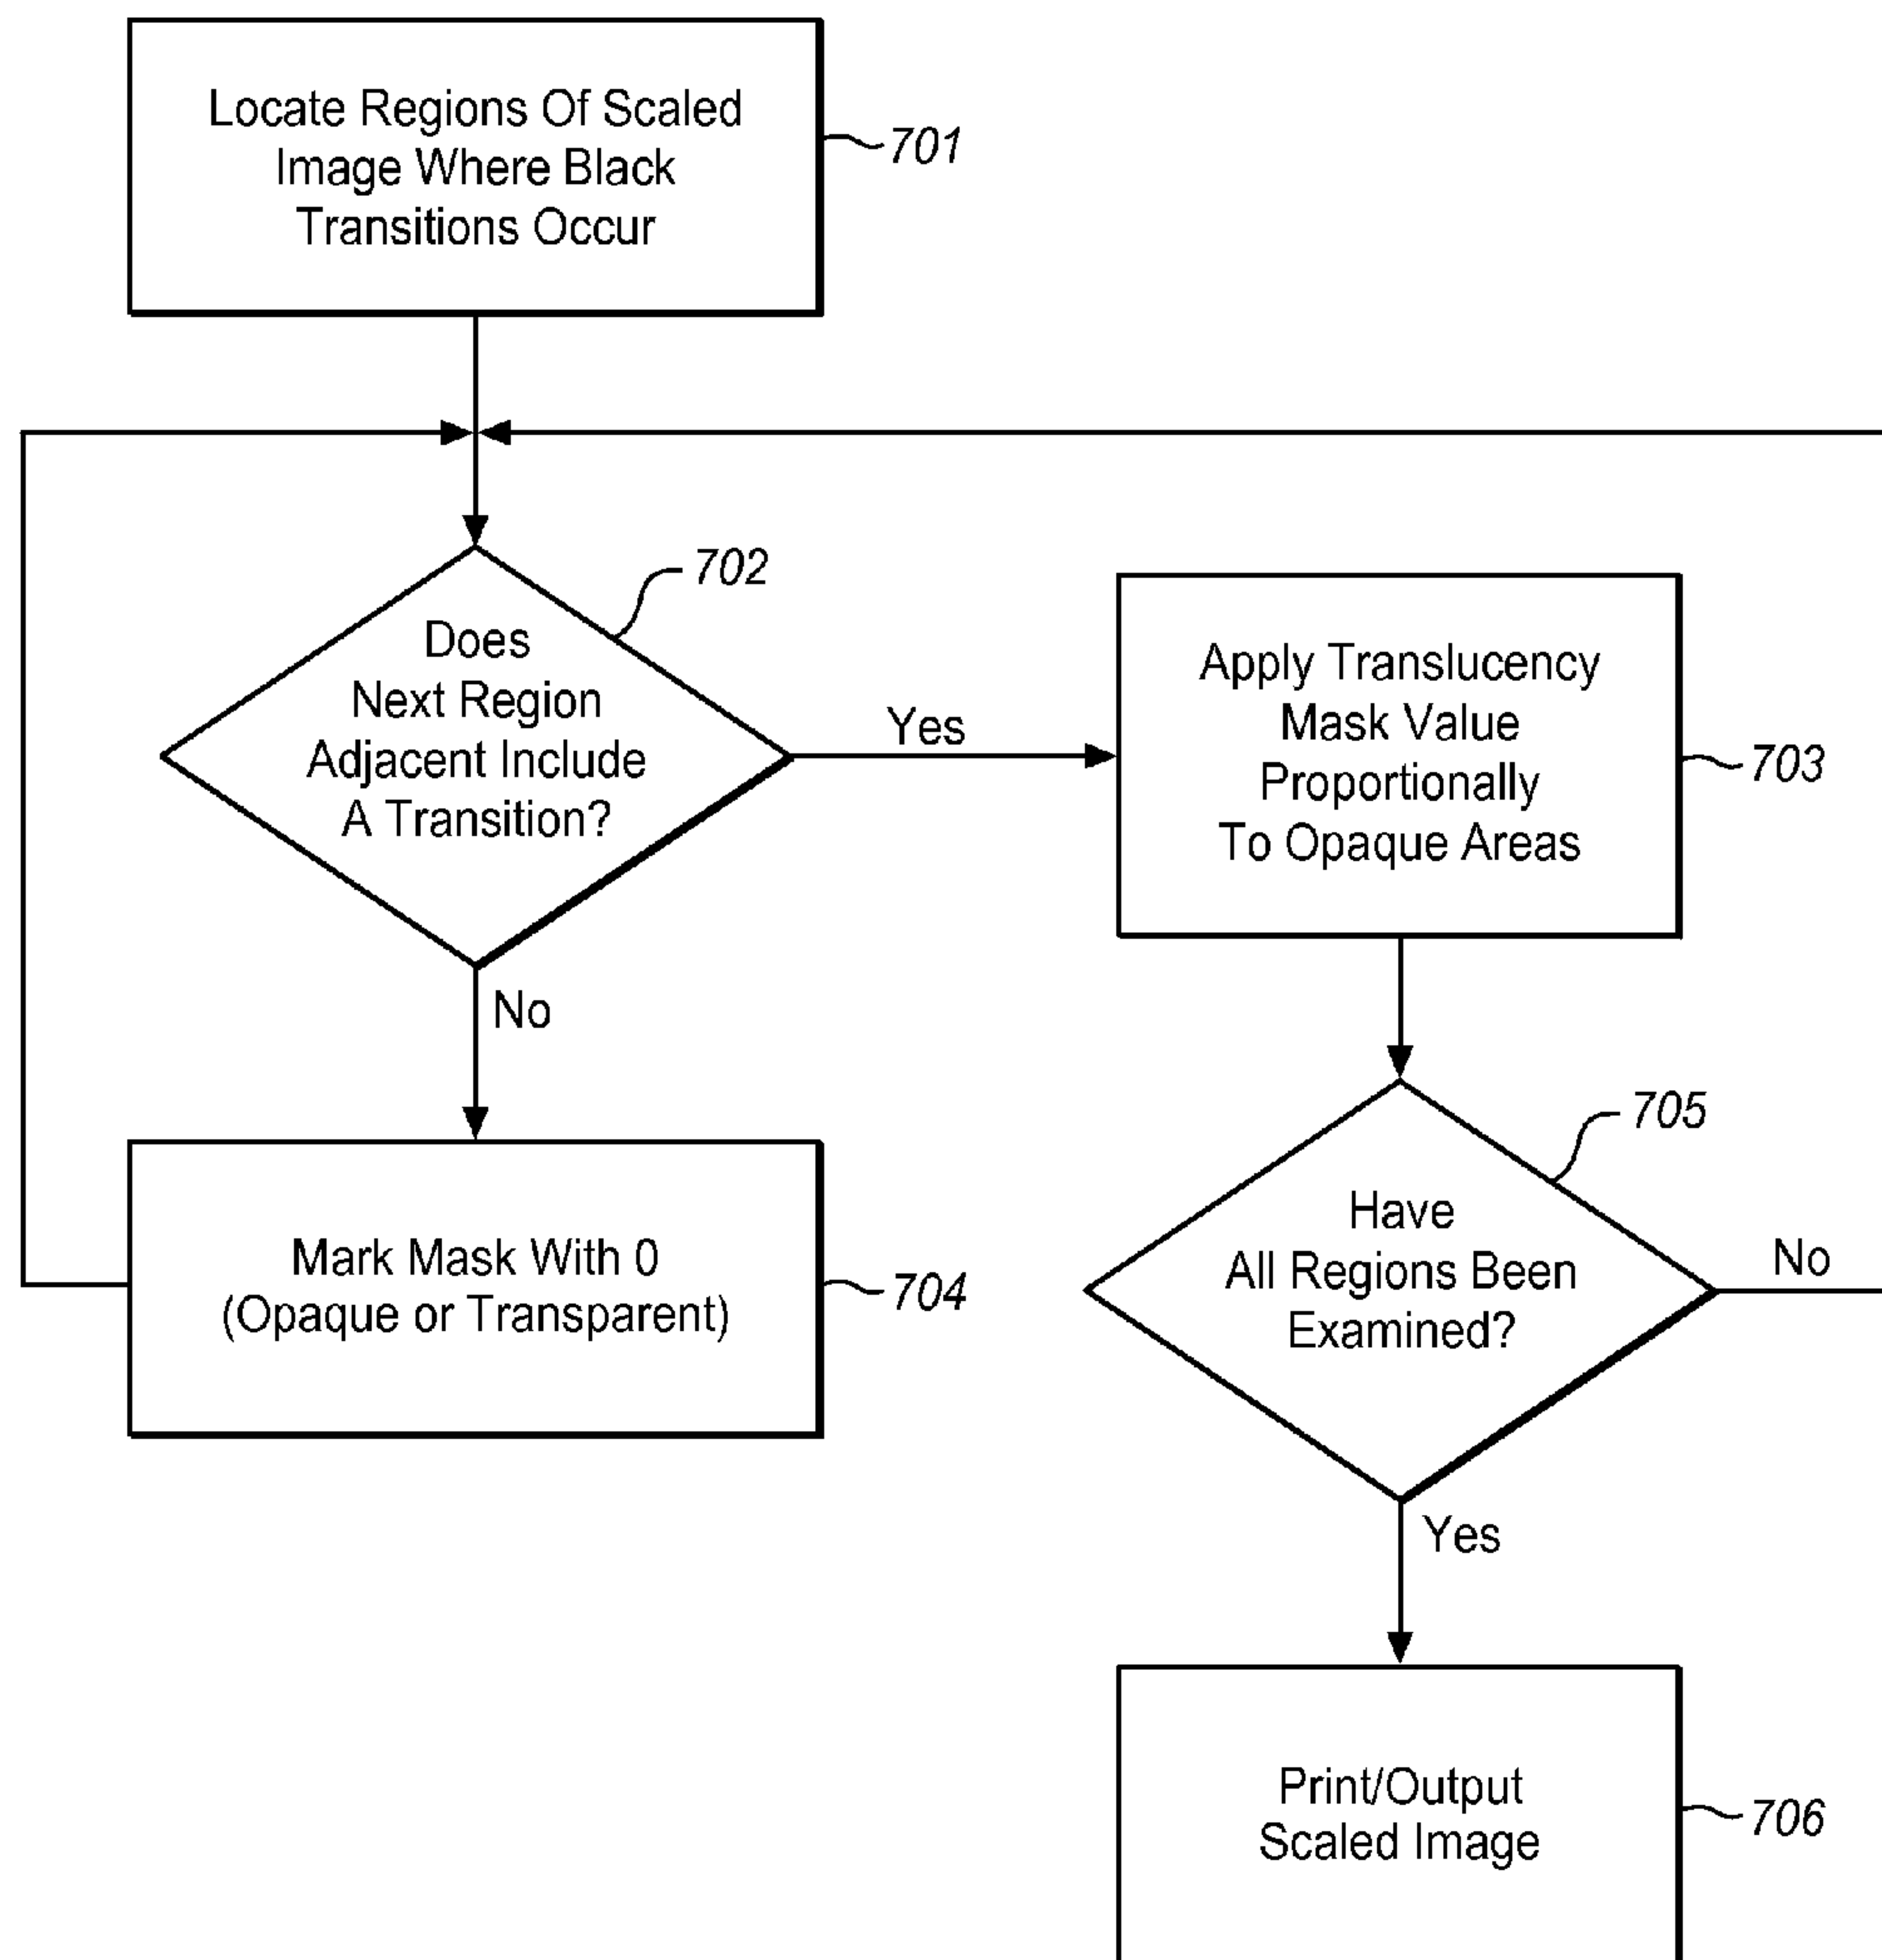 Locate Regions Of Scaled
Image Where Black
Transitions Occur
701
702
Does
Next Region
Adjacent Include
A Transition?
Yes
Apply Translucency
Mask Value
Proportionally
To Opaque Areas
703
No
705
Mark Mask With 0
(Opaque or Transparent)
704
Have
All Regions Been
Examined?
No
Yes
Print/Output
Scaled Image
706